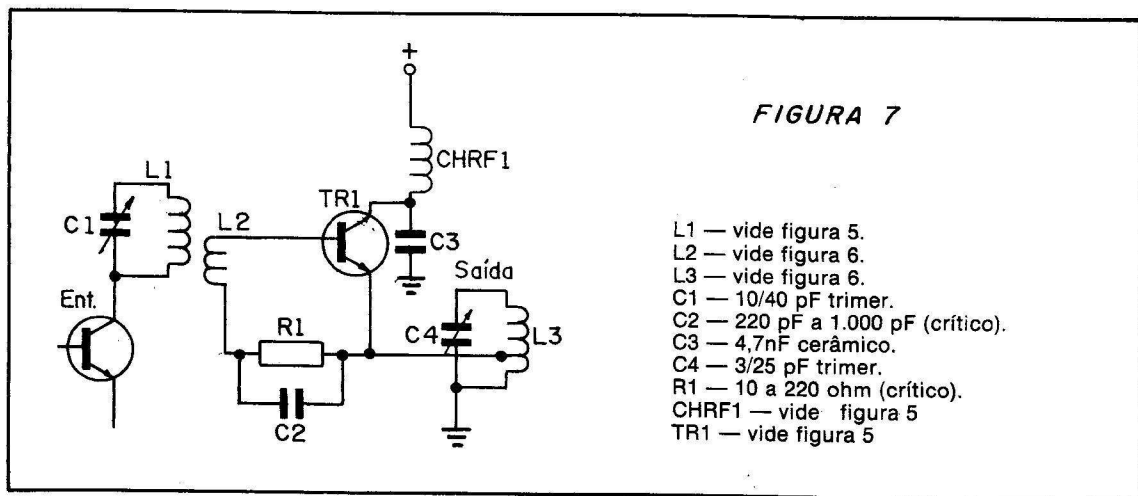 FIGURA 7
+
CHRF1
L1
C1
L2
TR1
C3
Ent.
Saída
R1
C4
L3
C2
L1 — vide figura 5.
L2 — vide figura 6.
L3 — vide figura 6.
C1 — 10/40 pF trimer.
C2 — 220 pF a 1.000 pF (crítico).
C3 — 4,7nF cerâmico.
C4 — 3/25 pF trimer.
R1 — 10 a 220 ohm (crítico).
CHRF1 — vide figura 5
TR1 — vide figura 5